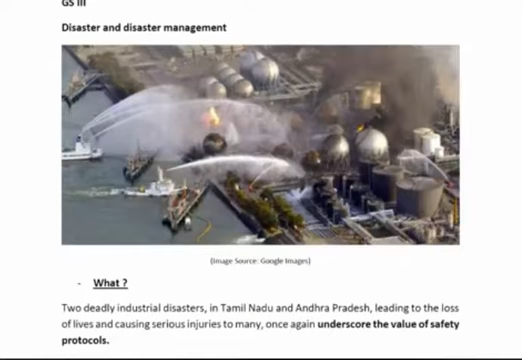 GS III
Disaster and disaster management
(Image Source: Google Images)
- What ?
Two deadly industrial disasters, in Tamil Nadu and Andhra Pradesh, leading to the loss
of lives and causing serious injuries to many, once again underscore the value of safety
protocols.